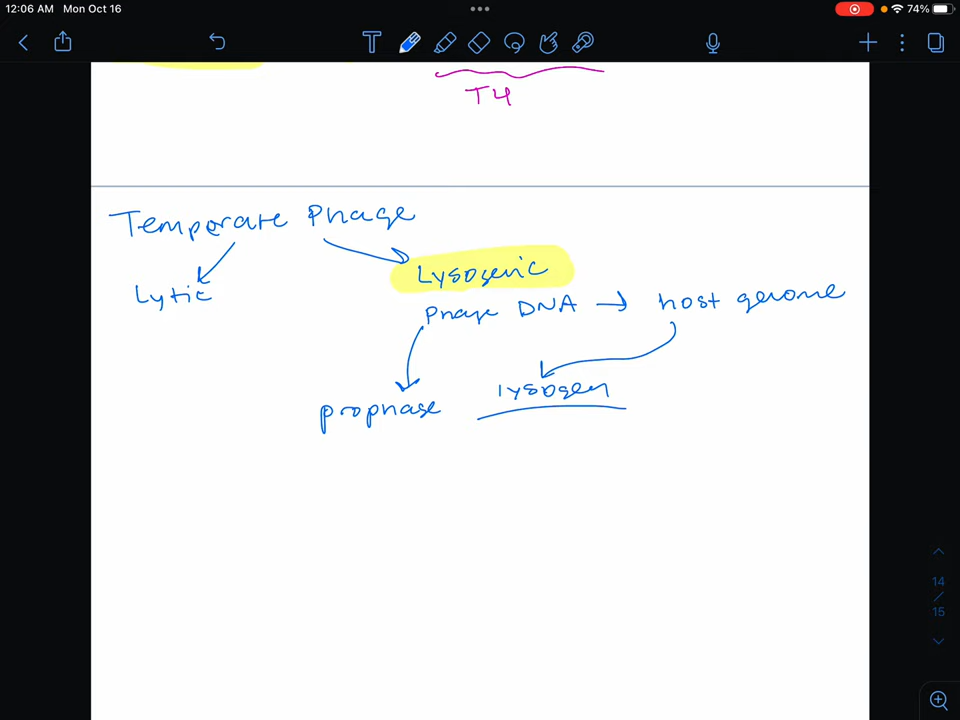 12:06 AM Mon Oct 16
74%
T
T4
Temperate Phage
Lysogenic
Lytic
Phage DNA → host genome
lysogen
prophage
14
/
15